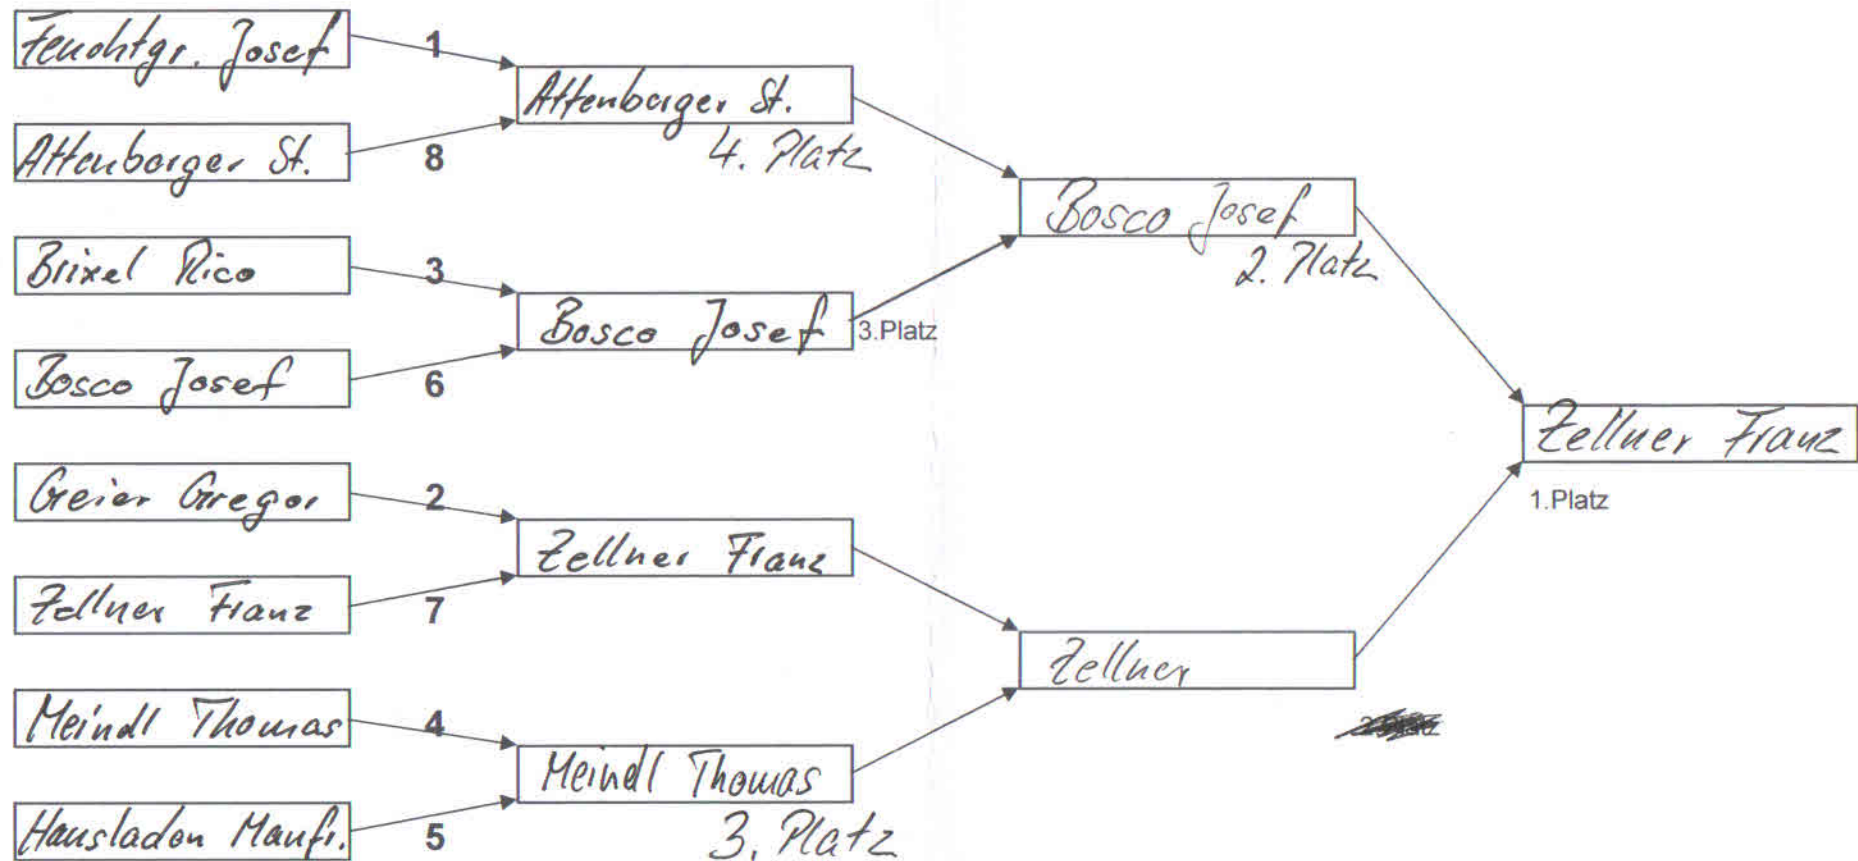 Feuchtgr. Josef
1
Attenberger St.
8
Attenberger St.
4. Platz
Brixel Rico
3
Bosco Josef
6
Bosco Josef
3.Platz
Bosco Josef
2. Platz
Geier Gregor
2
Zellner Franz
7
Zellner Franz
Meindl Thomas
4
Hausladen Manfr.
5
Meindl Thomas
3. Platz
Zellner
Zellner Franz
1.Platz